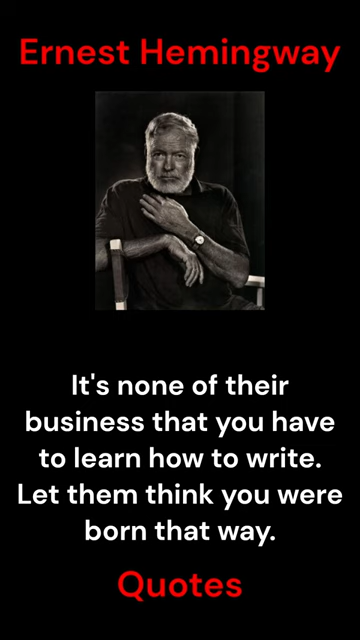 Ernest Hemingway
It's none of their
business that you have
to learn how to write.
Let them think you were
born that way.
Quotes